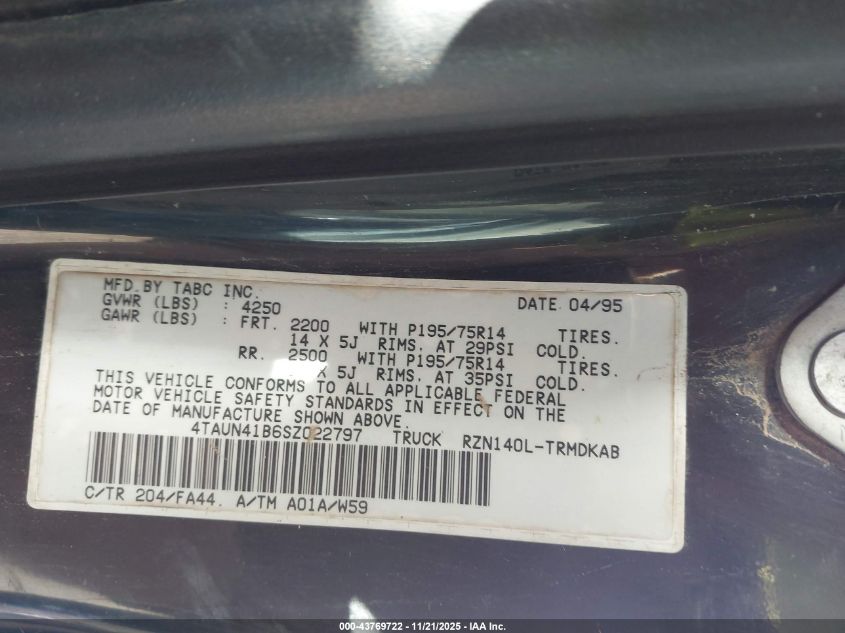 MFD.BY TABC INC. DATE 04/95
GVWR (LBS) : 4250
GAWR (LBS) : FRT. 2200 WITH P195/75R14 TIRES.
14 X 5J RIMS. AT 29PSI COLD.
RR. 2500 WITH P195/75R14 TIRES.
X 5J RIMS. AT 35PSI COLD.
THIS VEHICLE CONFORMS TO ALL APPLICABLE FEDERAL
MOTOR VEHICLE SAFETY STANDARDS IN EFFECT ON THE
DATE OF MANUFACTURE SHOWN ABOVE.
4TAUN41B6SZ022797 TRUCK RZN140L-TRMDKAB
C/TR 204/FA44. A/TM A01A/W59
000-43769722 - 11/21/2025 - IAA Inc.